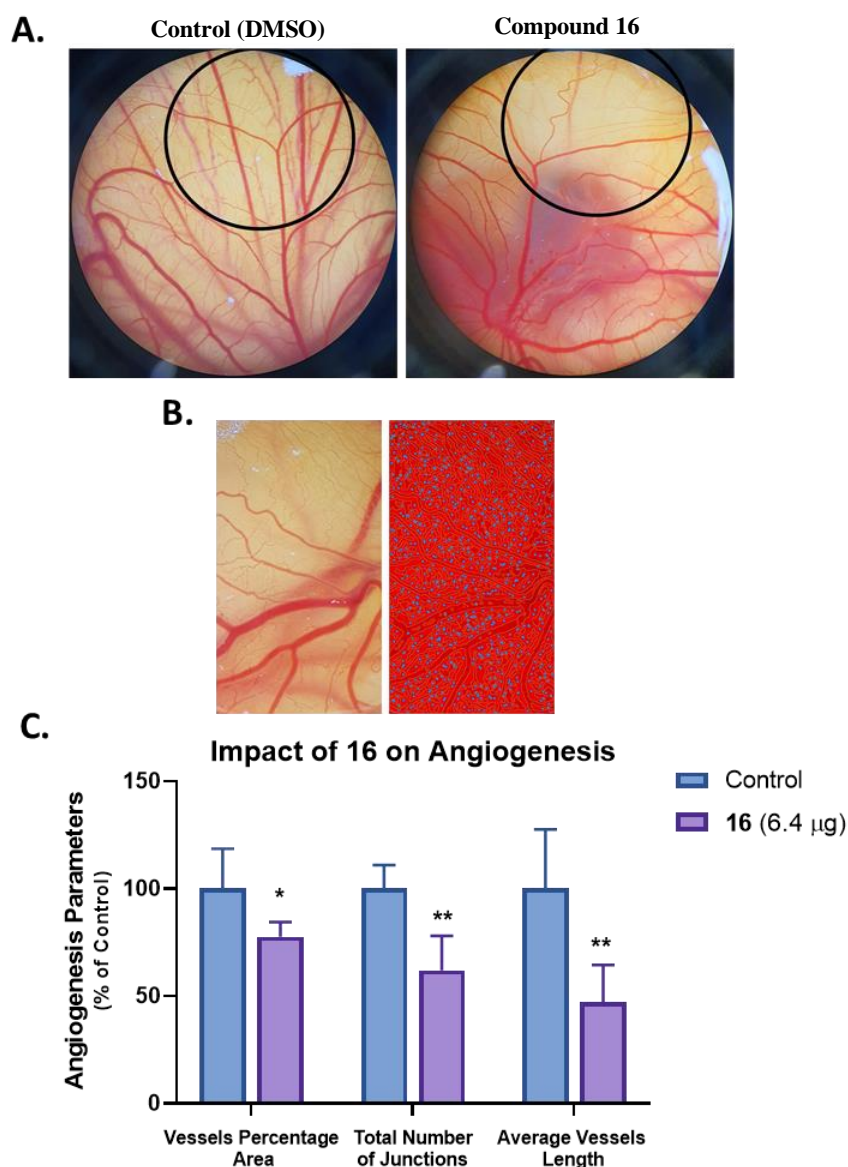 A.
Control (DMSO)
Compound 16
B.
C.
Impact of 16 on Angiogenesis
Angiogenesis Parameters
(% of Control)
150
100
50
0
*
**
**
Control
16 (6.4 μg)
Vessels Percentage
Area
Total Number
of Junctions
Average Vessels
Length